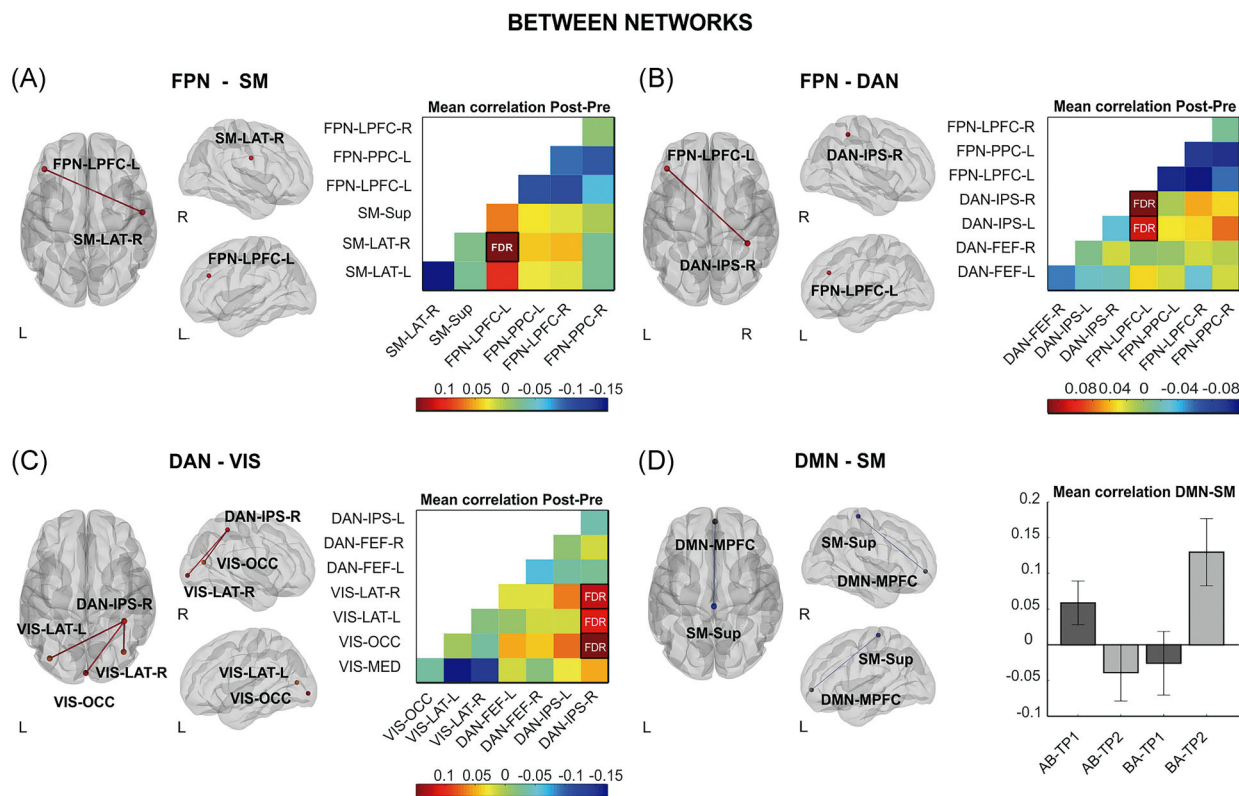 BETWEEN NETWORKS
(A)
FPN - SM
FPN-LPFC-L
SM-LAT-R
SM-LAT-R
FPN-LPFC-L
R
L
L
Mean correlation Post-Pre
FPN-LPFC-R
FPN-PPC-L
FPN-LPFC-L
SM-Sup
SM-LAT-R
SM-LAT-L
FDR
SM-LAT-R
SM-Sup
FPN-LPFC-L
FPN-PPC-L
FPN-LPFC-R
FPN-PPC-R
0.1 0.05 0 -0.05 -0.1 -0.15
(B)
FPN - DAN
FPN-LPFC-L
DAN-IPS-R
DAN-IPS-R
FPN-LPFC-L
R
L
R
L
Mean correlation Post-Pre
FPN-LPFC-R
FPN-PPC-L
FPN-LPFC-L
DAN-IPS-R
DAN-IPS-L
DAN-FEF-R
DAN-FEF-L
FDR
FDR
DAN-FEF-R
DAN-IPS-L
DAN-IPS-R
FPN-LPFC-L
FPN-PPC-L
FPN-LPFC-R
FPN-PPC-R
0.08 0.04 0 -0.04 -0.08
(C)
DAN - VIS
DAN-IPS-R
VIS-LAT-L
VIS-LAT-R
VIS-OCC
L
DAN-IPS-R
VIS-OCC
VIS-LAT-R
R
VIS-LAT-L
VIS-OCC
L
Mean correlation Post-Pre
DAN-IPS-L
DAN-FEF-R
DAN-FEF-L
VIS-LAT-R
VIS-LAT-L
VIS-OCC
VIS-MED
FDR
FDR
FDR
VIS-OCC
VIS-LAT-L
VIS-LAT-R
DAN-FEF-L
DAN-FEF-R
DAN-IPS-L
DAN-IPS-R
0.1 0.05 0 -0.05 -0.1 -0.15
(D)
DMN - SM
DMN-MPFC
SM-Sup
L
SM-Sup
DMN-MPFC
R
SM-Sup
DMN-MPFC
L
Mean correlation DMN-SM
0.2
0.15
0.1
0.05
0
-0.05
-0.1
AB-TP1
AB-TP2
BA-TP1
BA-TP2